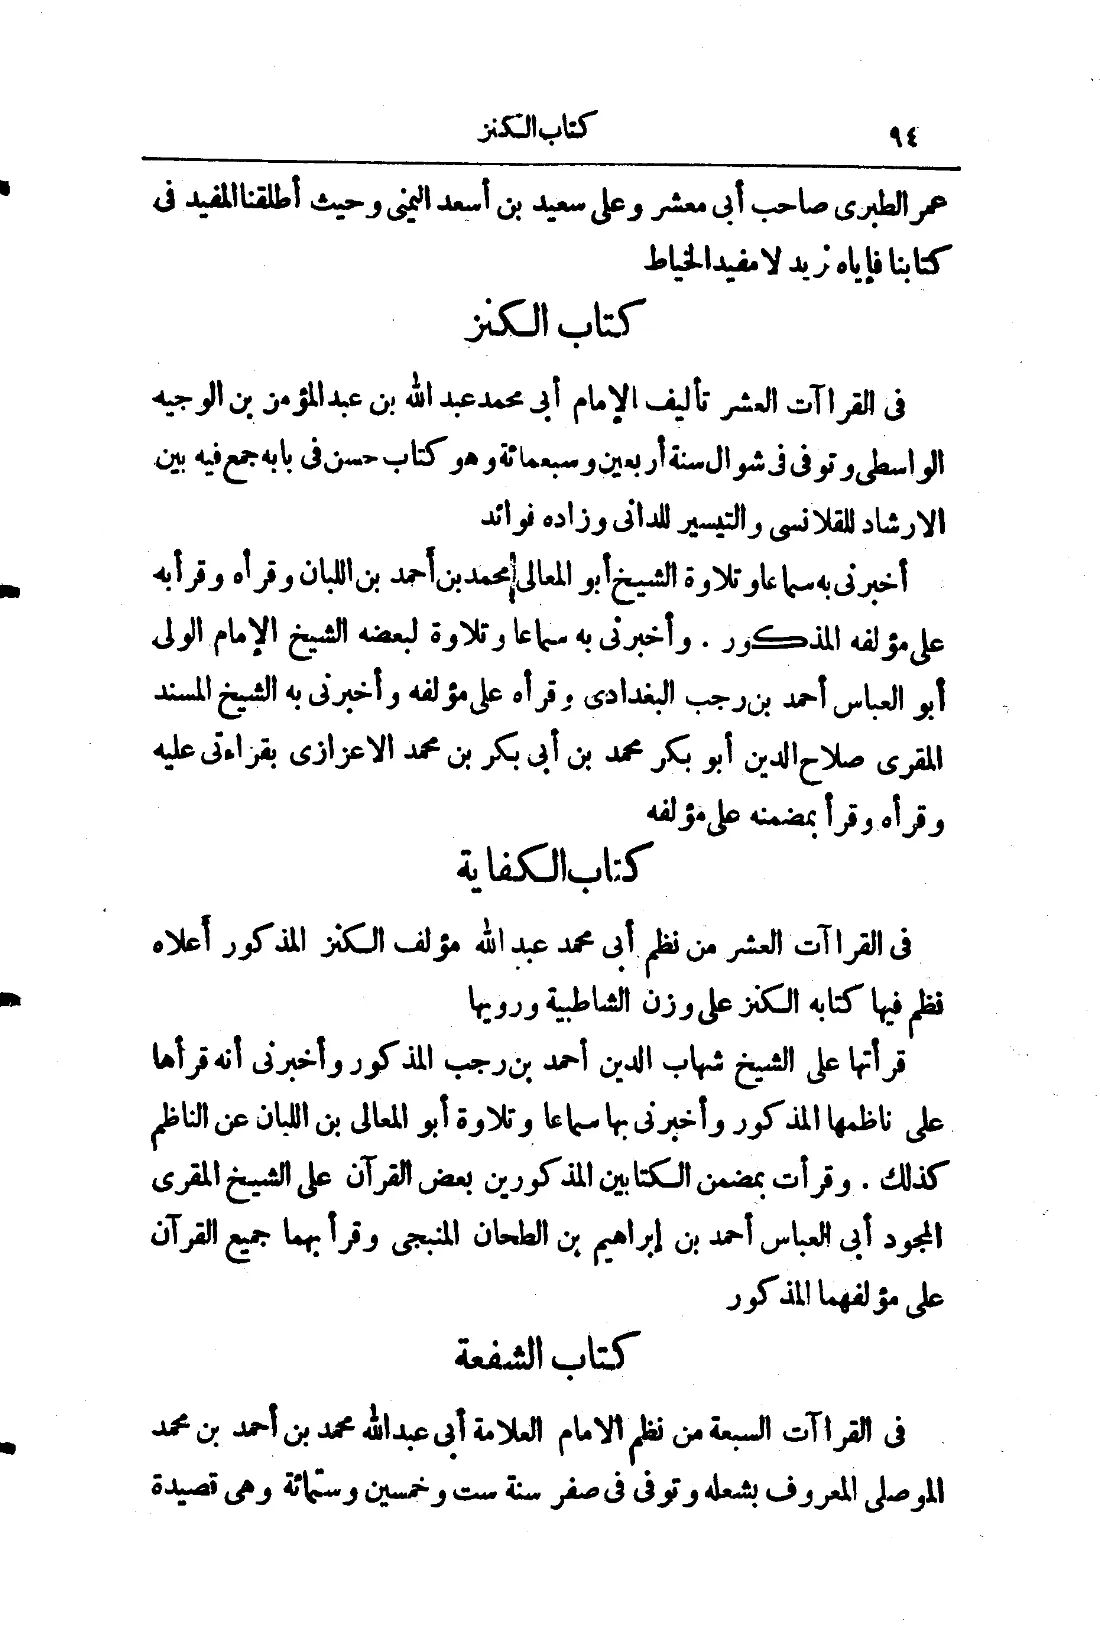 ٩٤
كتاب الكنز
عمر الطبرى صاحب أبى معشر وعلى سعيد بن أسعد اليمنى وحيث أطلقنا المفيد فى
كتابنا فإياه نريد لا مفيد الخياط
كتاب الكنز
فى القراآت العشر تأليف الإمام أبى محمد عبد الله بن عبد المؤمن بن الوجيه
الواسطى وتوفى فى شوال سنة أربعين وسبعمائة وهو كتاب حسن فى بابه جمع فيه بين
الارشاد للقلانسى والتيسير للدانى وزاده فوائد
أخبرنى به سماعا وتلاوة الشيخ أبو المعالى محمد بن أحمد بن اللبان وقرأه وقرأ به
على مؤلفه المذكور . وأخبرنى به سماعا وتلاوة لبعضه الشيخ الإمام الولى
أبو العباس أحمد بن رجب البغدادى وقرأه على مؤلفه وأخبرنى به الشيخ المسند
المقرى صلاح الدين أبو بكر محمد بن أبى بكر بن محمد الاعزازى بقراءتى عليه
وقرأه وقرأ بمضمنه على مؤلفه
كتاب الكفاية
فى القراآت العشر من نظم أبى محمد عبد الله مؤلف الكنز المذكور أعلاه
نظم فيها كتابه الكنز على وزن الشاطبية ورويها
قرأتها على الشيخ شهاب الدين أحمد بن رجب المذكور وأخبرنى أنه قرأها
على ناظمها المذكور وأخبرنى بها سماعا وتلاوة أبو المعالى بن اللبان عن الناظم
كذلك . وقرأت بمضمن الكتابين المذكورين بعض القرآن على الشيخ المقرى
المجود أبى العباس أحمد بن إبراهيم بن الطحان المنبجى وقرأ بهما جميع القرآن
على مؤلفهما المذكور
كتاب الشفعة
فى القراآت السبعة من نظم الامام العلامة أبى عبد الله محمد بن أحمد بن محمد
الموصلى المعروف بشعله وتوفى فى صفر سنة ست وخمسين وستمائة وهى قصيدة